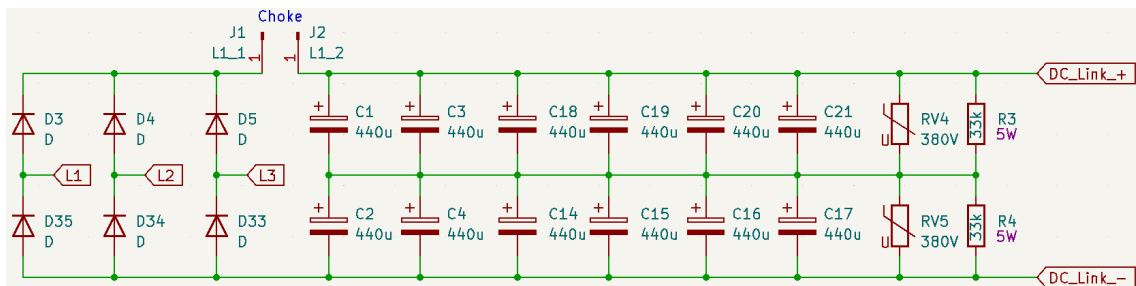 Choke
J1
L1_1
1
J2
L1_2
1
DC_Link_+
D3
D
D4
D
D5
D
C1
440u
C3
440u
C18
440u
C19
440u
C20
440u
C21
440u
U
RV4
380V
33k
R3
5W
L1
L2
L3
D35
D
D34
D
D33
D
C2
440u
C4
440u
C14
440u
C15
440u
C16
440u
C17
440u
U
RV5
380V
33k
R4
5W
DC_Link_-